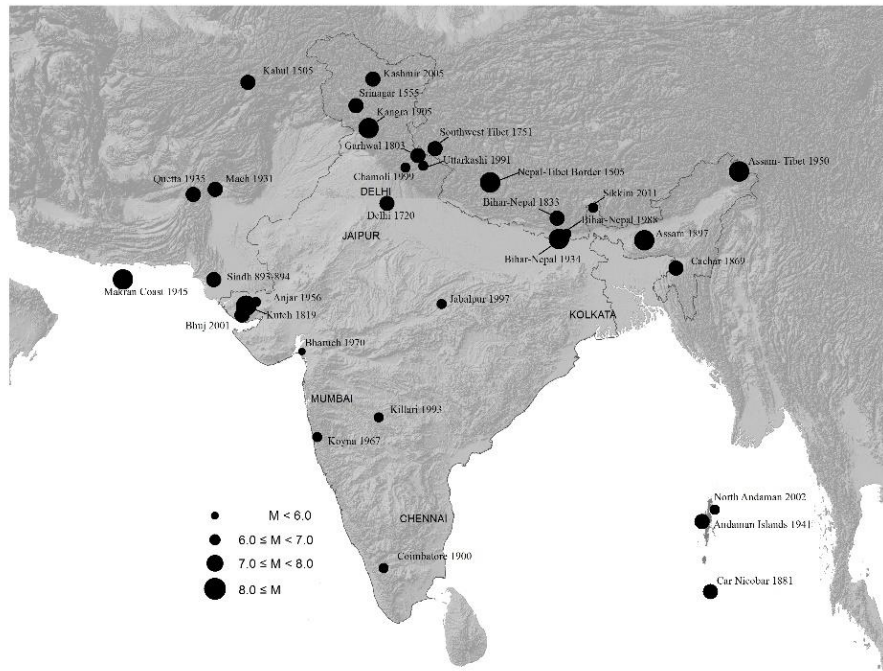 Kabul 1505
Kashmir 2005
Srinagar 1555
Kangra 1905
Southwest Tibet 1751
Garhwal 1803
Uttarkashi 1991
Chamoli 1999
Nepal-Tibet Border 1505
Assam- Tibet 1950
Quetta 1935
Mach 1931
DELHI
Delhi 1720
Sikkim 2011
Bihar-Nepal 1833
Bihar-Nepal 1988
JAIPUR
Assam 1897
Bihar-Nepal 1934
Cachar 1869
Makran Coast 1945
Sindh 893-894
Anjar 1956
Kutch 1819
Bhuj 2001
Jabalpur 1997
KOLKATA
Bharuch 1970
MUMBAI
Killari 1993
Koyna 1967
North Andaman 2002
Andaman Islands 1941
CHENNAI
Coimbatore 1900
Car Nicobar 1881
M < 6.0
6.0 ≤ M < 7.0
7.0 ≤ M < 8.0
8.0 ≤ M